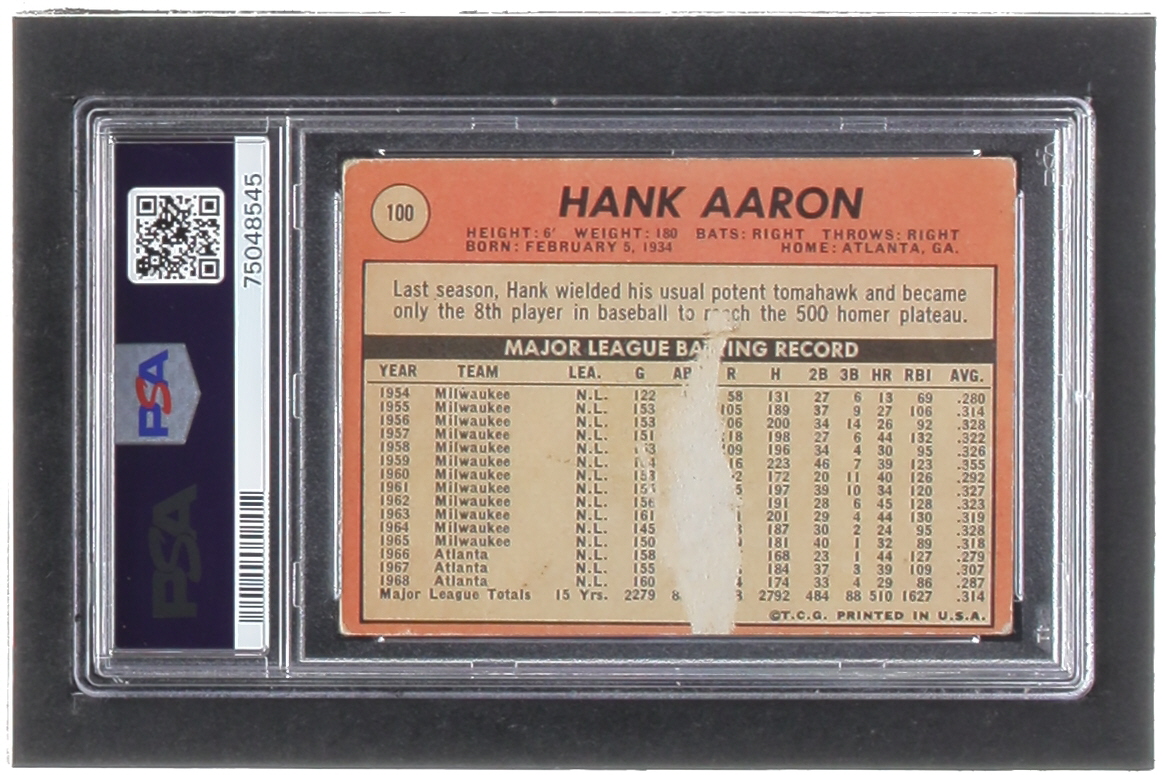 75048545
PSA
PSA
100
HANK AARON
HEIGHT: 6' WEIGHT: 180 BATS: RIGHT THROWS: RIGHT
BORN: FEBRUARY 5, 1934 HOME: ATLANTA, GA.
Last season, Hank wielded his usual potent tomahawk and became
only the 8th player in baseball to the 500 homer plateau.
MAJOR LEAGUE RECORD
YEAR TEAM LEA. G AB R H 2B 3B HR RBI AVG.
1954 Milwaukee N.L. 122 58 131 27 6 13 69 .280
1955 Milwaukee N.L. 153 105 189 37 9 27 106 .314
1956 Milwaukee N.L. 153 200 34 14 26 92 .328
1957 Milwaukee N.L. 151 198 27 6 44 132 .322
1958 Milwaukee N.L. 196 34 4 30 95 .326
1959 Milwaukee N.L. 223 46 7 39 123 .355
1960 Milwaukee N.L. 172 20 11 40 126 .292
1961 Milwaukee N.L. 197 39 10 34 120 .327
1962 Milwaukee N.L. 191 28 6 45 128 .323
1963 Milwaukee N.L. 161 201 29 4 44 130 .319
1964 Milwaukee N.L. 145 187 30 2 24 95 .328
1965 Milwaukee N.L. 150 181 40 1 32 89 .318
1966 Atlanta N.L. 158 168 23 1 44 127 .279
1967 Atlanta N.L. 155 184 37 3 39 109 .307
1968 Atlanta N.L. 160 174 33 4 29 86 .287
Major League Totals 15 Yrs. 2279 2792 484 88 510 1627 .314
©T.C.G. PRINTED IN U.S.A.